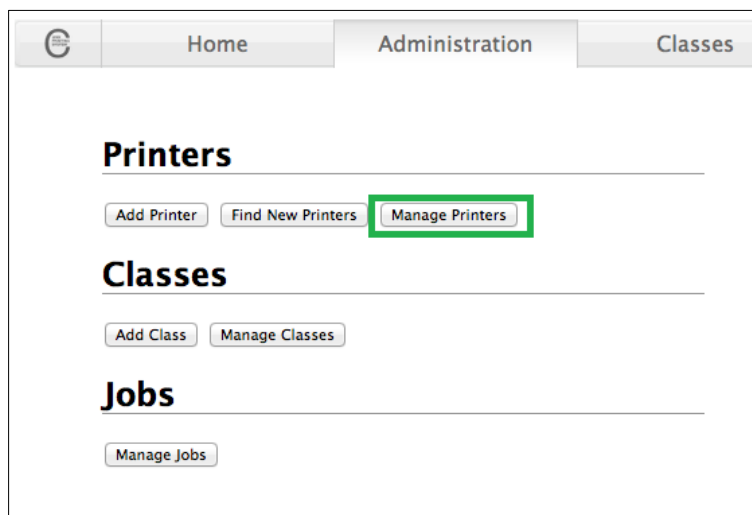 Home Administration Classes
Printers
Add Printer Find New Printers Manage Printers
Classes
Add Class Manage Classes
Jobs
Manage Jobs